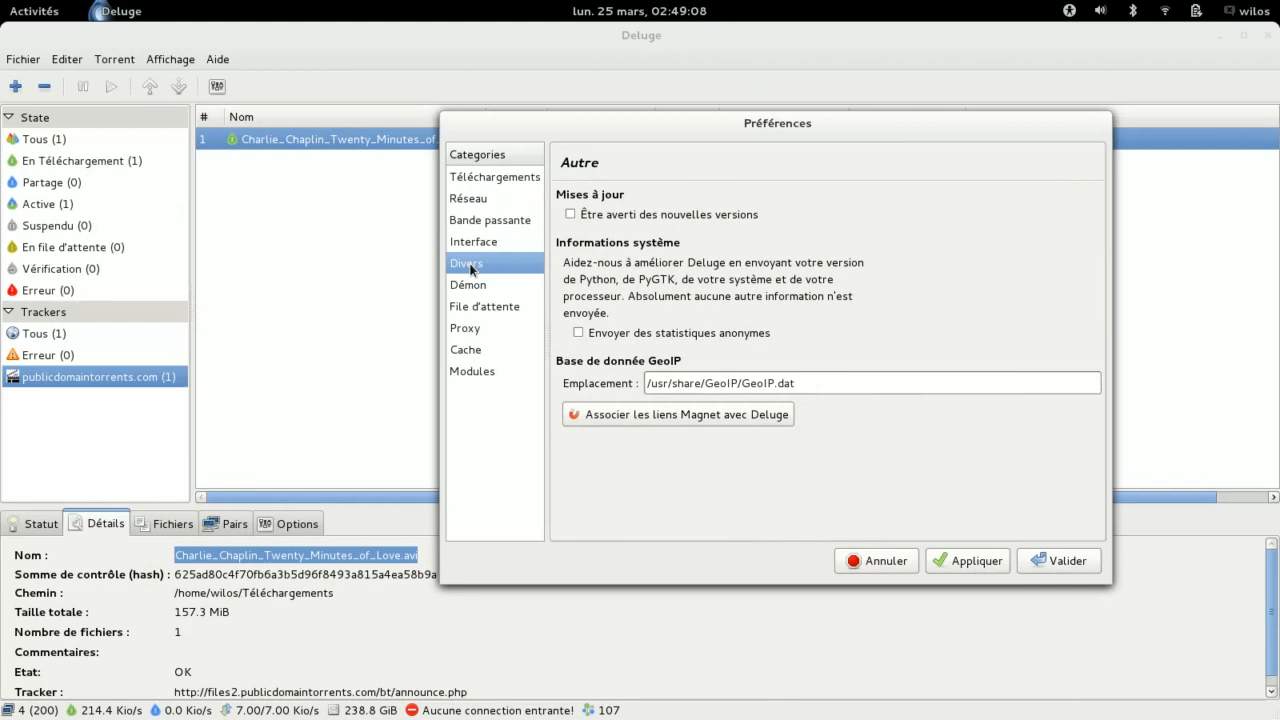 Activités
Deluge
lun. 25 mars, 02:49:08
wilos
Deluge
Fichier Editer Torrent Affichage Aide
State
Tous (1)
En Téléchargement (1)
Partage (0)
Active (1)
Suspendu (0)
En file d'attente (0)
Vérification (0)
Erreur (0)
Trackers
Tous (1)
Erreur (0)
publicdomaintorrents.com (1)
# Nom
1 Charlie_Chaplin_Twenty_Minutes_of_
Préférences
Categories
Téléchargements
Réseau
Bande passante
Interface
Divers
Démon
File d'attente
Proxy
Cache
Modules
Autre
Mises à jour
Être averti des nouvelles versions
Informations système
Aidez-nous à améliorer Deluge en envoyant votre version
de Python, de PyGTK, de votre système et de votre
processeur. Absolument aucune autre information n'est
envoyée.
Envoyer des statistiques anonymes
Base de donnée GeoIP
Emplacement : /usr/share/GeoIP/GeoIP.dat
Associer les liens Magnet avec Deluge
Annuler Appliquer Valider
Statut Détails Fichiers Pairs Options
Nom : Charlie_Chaplin_Twenty_Minutes_of_Love.avi
Somme de contrôle (hash) : 625ad80c4f70fb6a3b5d96f8493a815a4ea58b9a
Chemin : /home/wilos/Téléchargements
Taille totale : 157.3 MiB
Nombre de fichiers : 1
Commentaires:
Etat: OK
Tracker : http://files2.publicdomaintorrents.com/bt/announce.php
4 (200) 214.4 Kio/s 0.0 Kio/s 7.00/7.00 Kio/s 238.8 GiB Aucune connection entrante! 107